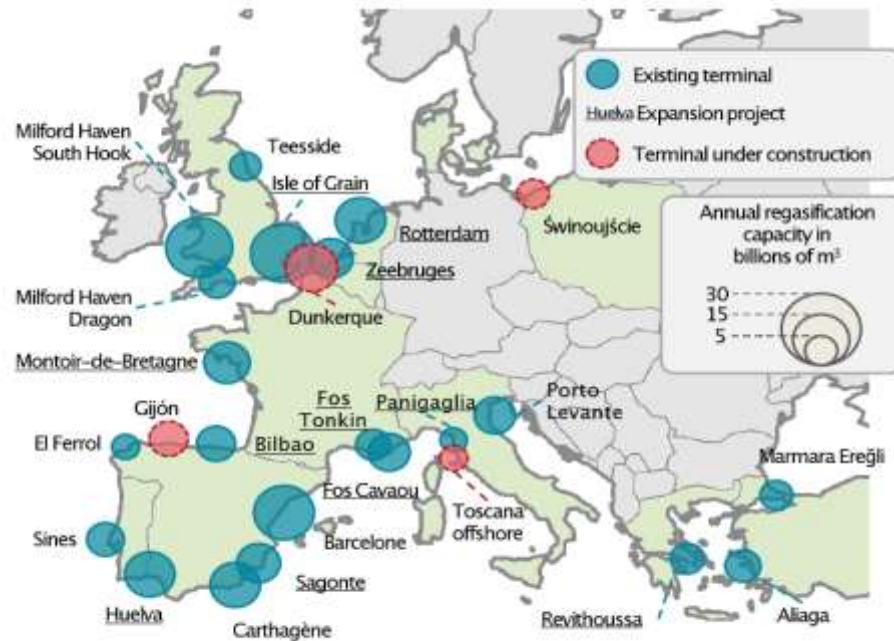 Existing terminal
Huelva Expansion project
Terminal under construction
Annual regasification
capacity in
billions of m³
30
15
5
Milford Haven
South Hook
Teesside
Isle of Grain
Rotterdam
Świnoujście
Zeebruges
Milford Haven
Dragon
Dunkerque
Montoir-de-Bretagne
Fos
Tonkin
Panigaglia
Porto
Levante
Gijón
El Ferrol
Bilbao
Marmara Ereğli
Fos Cavaou
Toscana
offshore
Sines
Barcelone
Sagonte
Huelva
Carthagène
Revithoussa
Aliaga